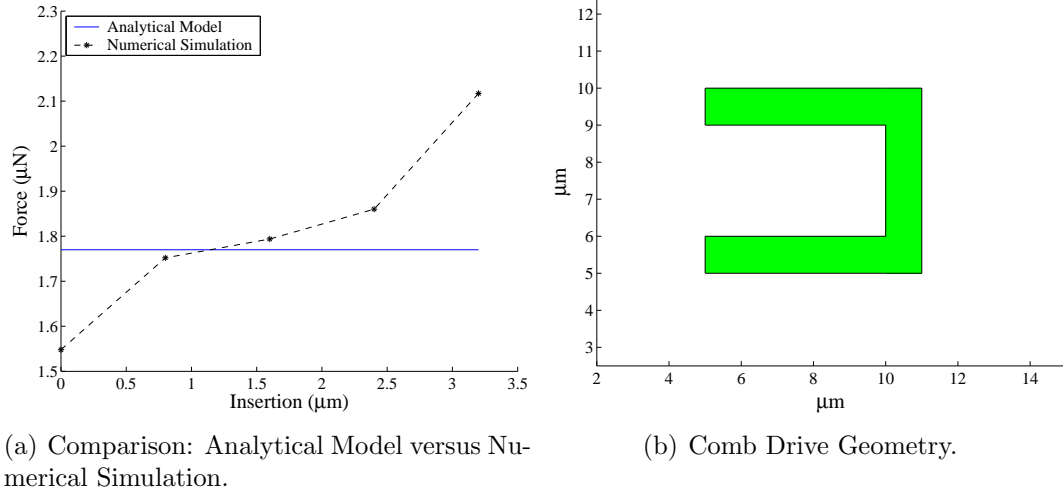 2.3
2.2
2.1
2
1.9
1.8
1.7
1.6
1.5
Force (μN)
Analytical Model
Numerical Simulation
0 0.5 1 1.5 2 2.5 3 3.5
Insertion (μm)
(a) Comparison: Analytical Model versus Nu-
merical Simulation.
12
11
10
9
8
7
6
5
4
3
μm
2 4 6 8 10 12 14
μm
(b) Comb Drive Geometry.